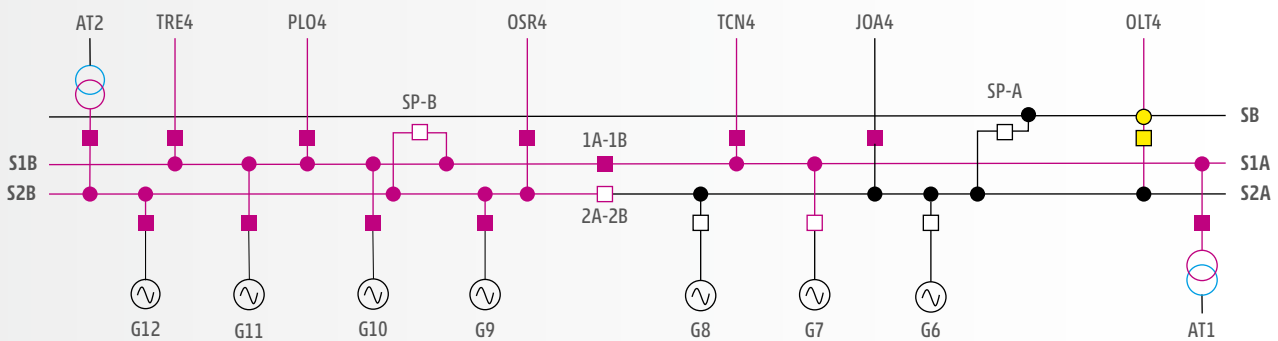 AT2
TRE4
PLO4
OSR4
TCN4
JOA4
OLT4
SP-B
SP-A
SB
1A-1B
S1B
S1A
S2B
S2A
2A-2B
G12
G11
G10
G9
G8
G7
G6
AT1